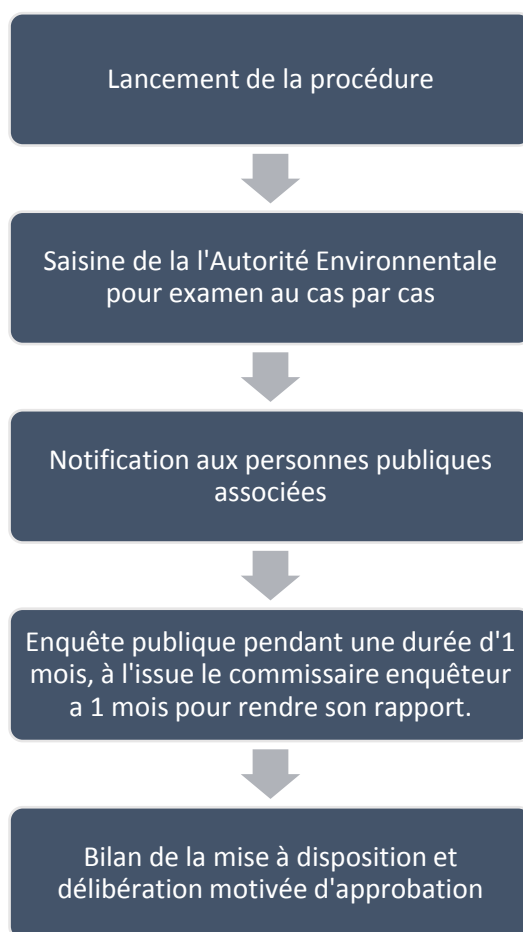 Lancement de la procédure
Saisine de la l'Autorité Environnentale
pour examen au cas par cas
Notification aux personnes publiques
associées
Enquête publique pendant une durée d'1
mois, à l'issue le commissaire enquêteur
a 1 mois pour rendre son rapport.
Bilan de la mise à disposition et
délibération motivée d'approbation